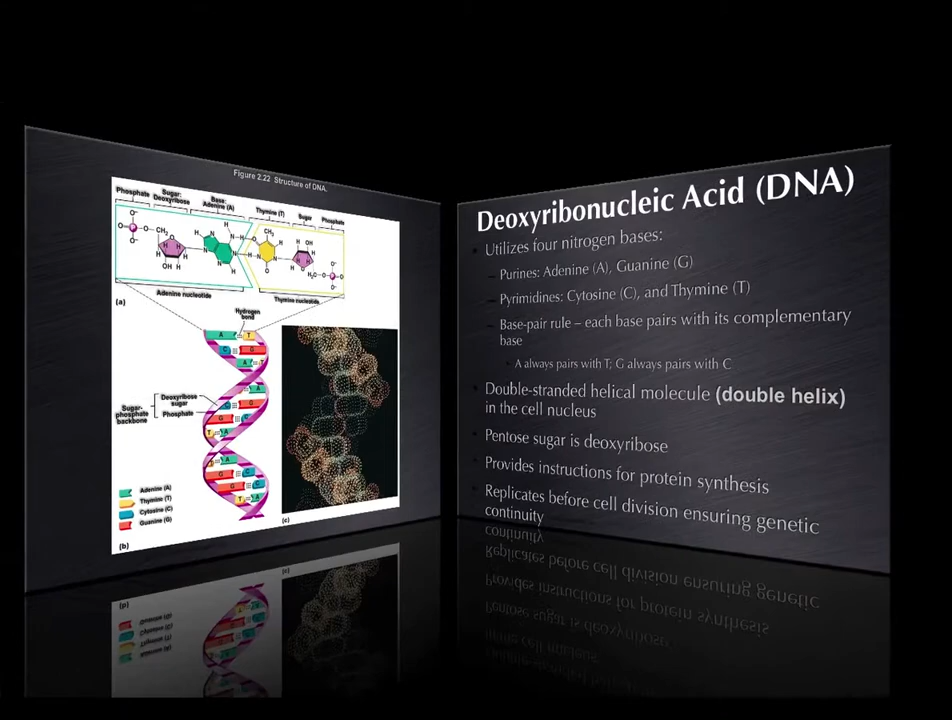 Figure 2.22 Structure of DNA.
Phosphate
Sugar:
Deoxyribose
Base:
Adenine (A)
Thymine (T)
Sugar
Phosphate
Adenine nucleotide
Thymine nucleotide
(a)
Hydrogen
bond
Deoxyribose
sugar
Phosphate
Sugar-
phosphate
backbone
Adenine (A)
Thymine (T)
Cytosine (C)
Guanine (G)
(b)
(c)
Deoxyribonucleic Acid (DNA)
Utilizes four nitrogen bases:
– Purines: Adenine (A), Guanine (G)
– Pyrimidines: Cytosine (C), and Thymine (T)
– Base-pair rule – each base pairs with its complementary
base
A always pairs with T; G always pairs with C
Double-stranded helical molecule (double helix)
in the cell nucleus
Pentose sugar is deoxyribose
Provides instructions for protein synthesis
Replicates before cell division ensuring genetic
continuity